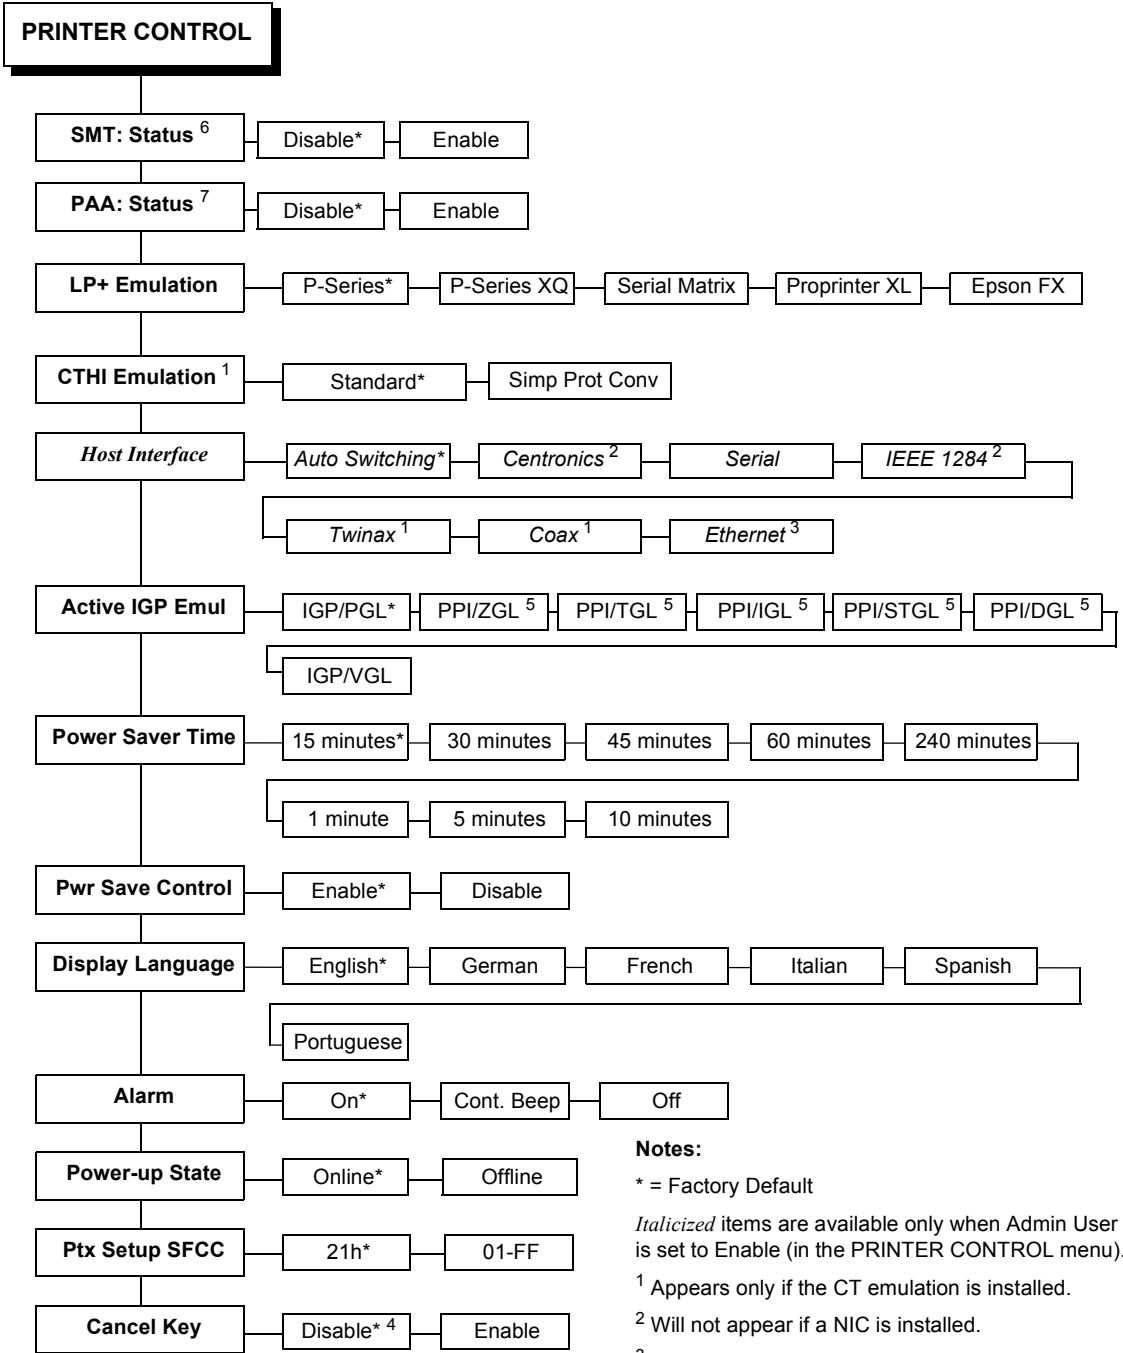 PRINTER CONTROL
SMT: Status 6 Disable* Enable
PAA: Status 7 Disable* Enable
LP+ Emulation P-Series* P-Series XQ Serial Matrix Proprinter XL Epson FX
CTHI Emulation 1 Standard* Simp Prot Conv
Host Interface Auto Switching* Centronics 2 Serial IEEE 1284 2
Twinax 1 Coax 1 Ethernet 3
Active IGP Emul IGP/PGL* PPI/ZGL 5 PPI/TGL 5 PPI/IGL 5 PPI/STGL 5 PPI/DGL 5
IGP/VGL
Power Saver Time 15 minutes* 30 minutes 45 minutes 60 minutes 240 minutes
1 minute 5 minutes 10 minutes
Pwr Save Control Enable* Disable
Display Language English* German French Italian Spanish
Portuguese
Alarm On* Cont. Beep Off
Power-up State Online* Offline
Ptx Setup SFCC 21h* 01-FF
Cancel Key Disable* 4 Enable
Notes:
* = Factory Default
Italicized items are available only when Admin User
is set to Enable (in the PRINTER CONTROL menu).
1 Appears only if the CT emulation is installed.
2 Will not appear if a NIC is installed.